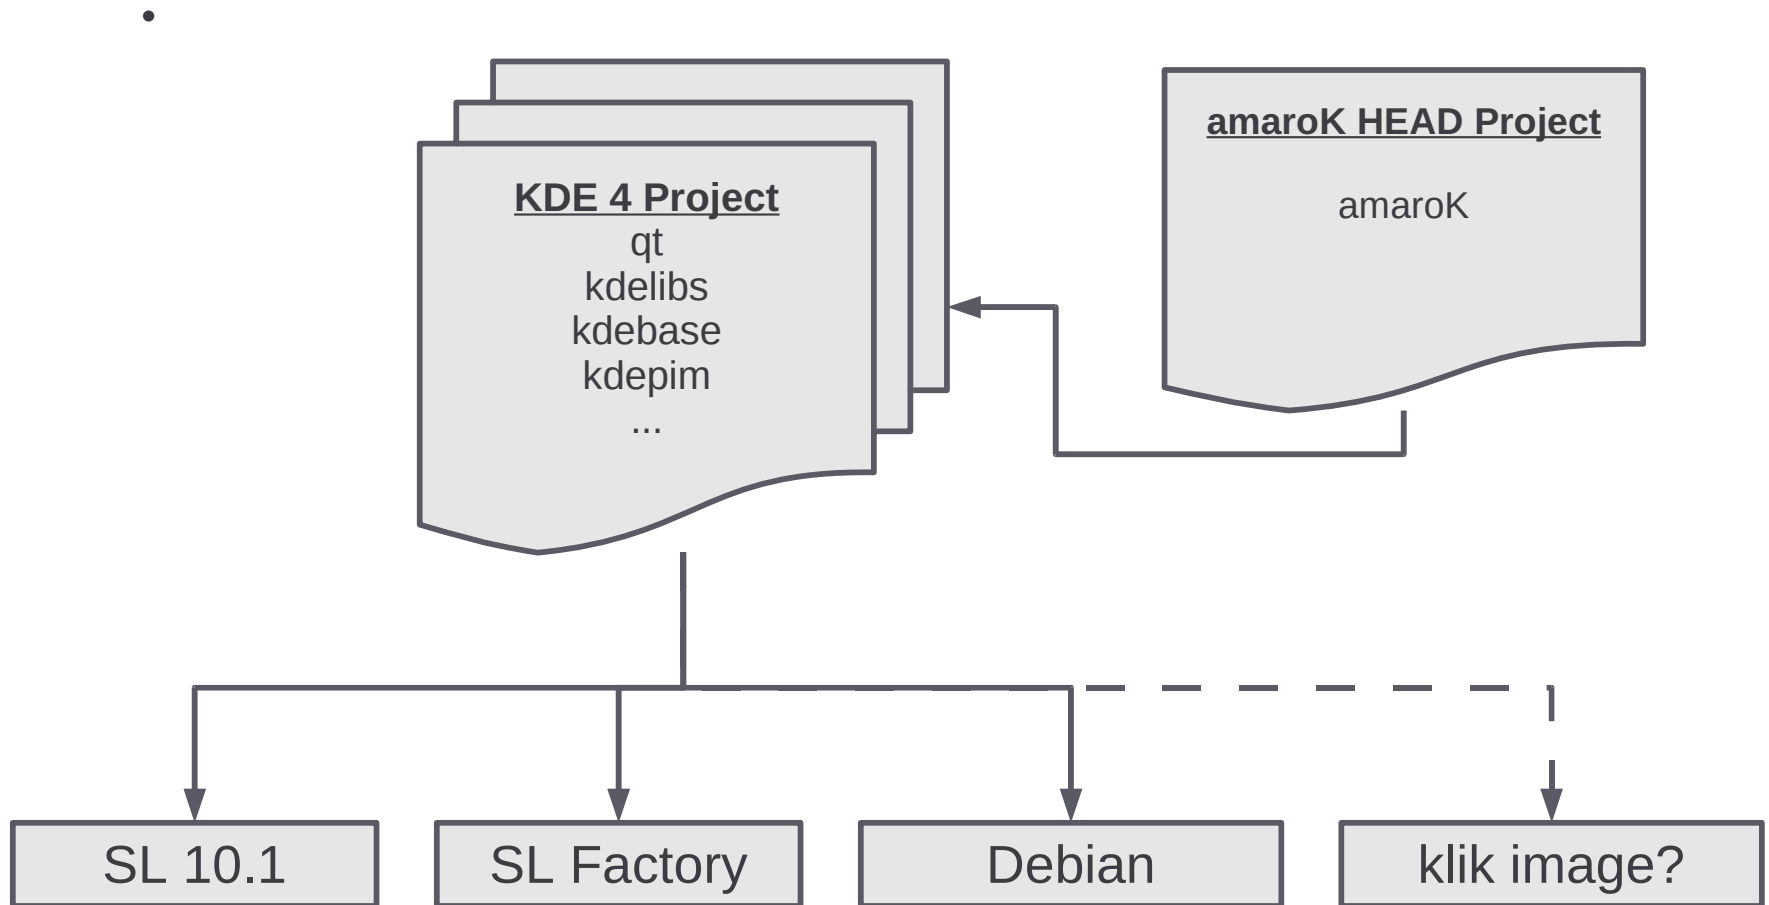 KDE 4 Project
qt
kdelibs
kdebase
kdepim
...
amaroK HEAD Project
amaroK
SL 10.1
SL Factory
Debian
klik image?